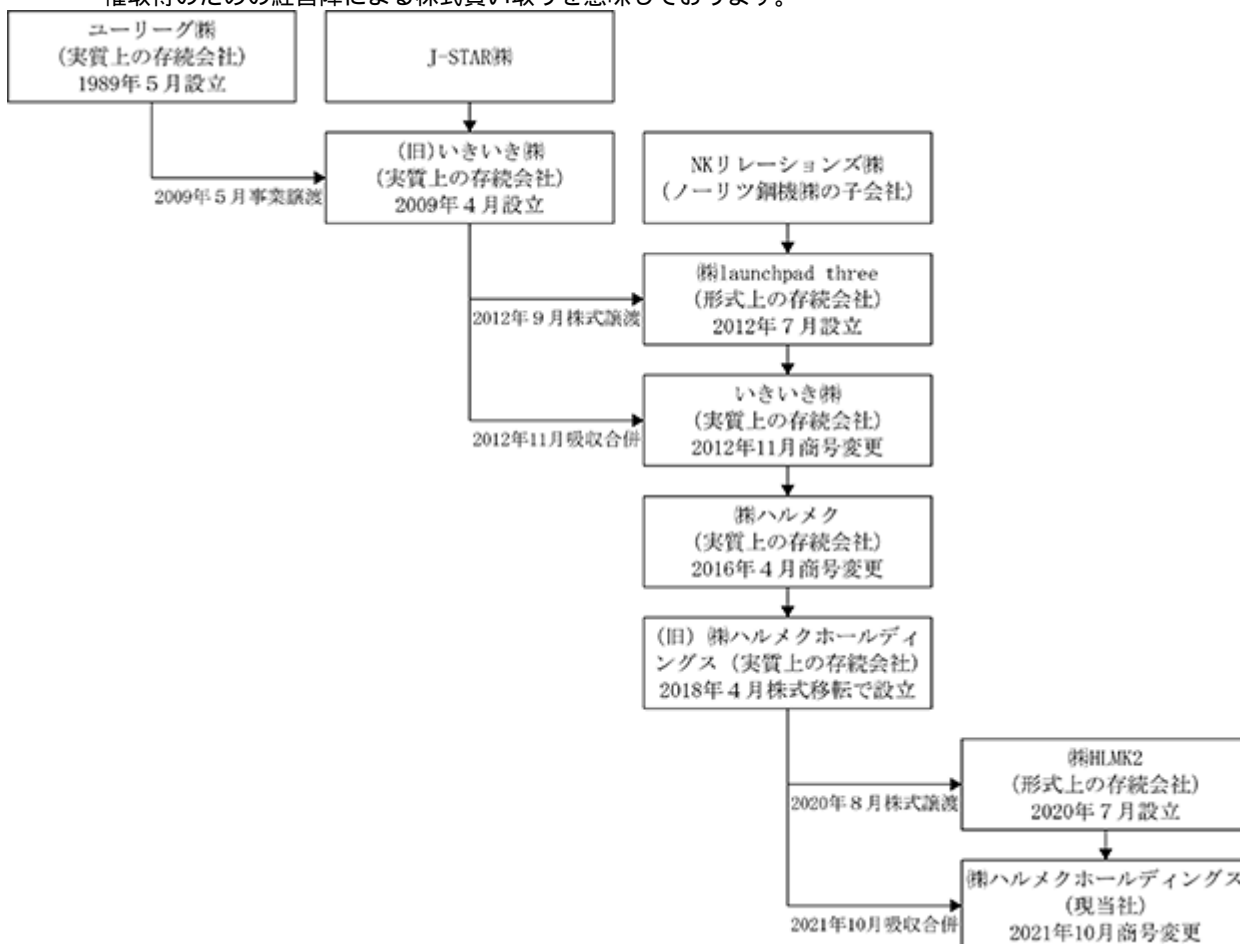 権取得のための経営陣による株式買い取りを意味しております。
ユーリーグ㈱
(実質上の存続会社)
1989年５月設立
J-STAR㈱
2009年５月事業譲渡
(旧)いきいき㈱
(実質上の存続会社)
2009年４月設立
NKリレーションズ㈱
(ノーリツ鋼機㈱の子会社)
2012年９月株式譲渡
㈱launchpad three
(形式上の存続会社)
2012年７月設立
2012年11月吸収合併
いきいき㈱
(実質上の存続会社)
2012年11月商号変更
㈱ハルメク
(実質上の存続会社)
2016年４月商号変更
(旧) ㈱ハルメクホールディ
ングス (実質上の存続会社)
2018年４月株式移転で設立
2020年８月株式譲渡
㈱HLMK2
(形式上の存続会社)
2020年７月設立
2021年10月吸収合併
㈱ハルメクホールディングス
(現当社)
2021年10月商号変更